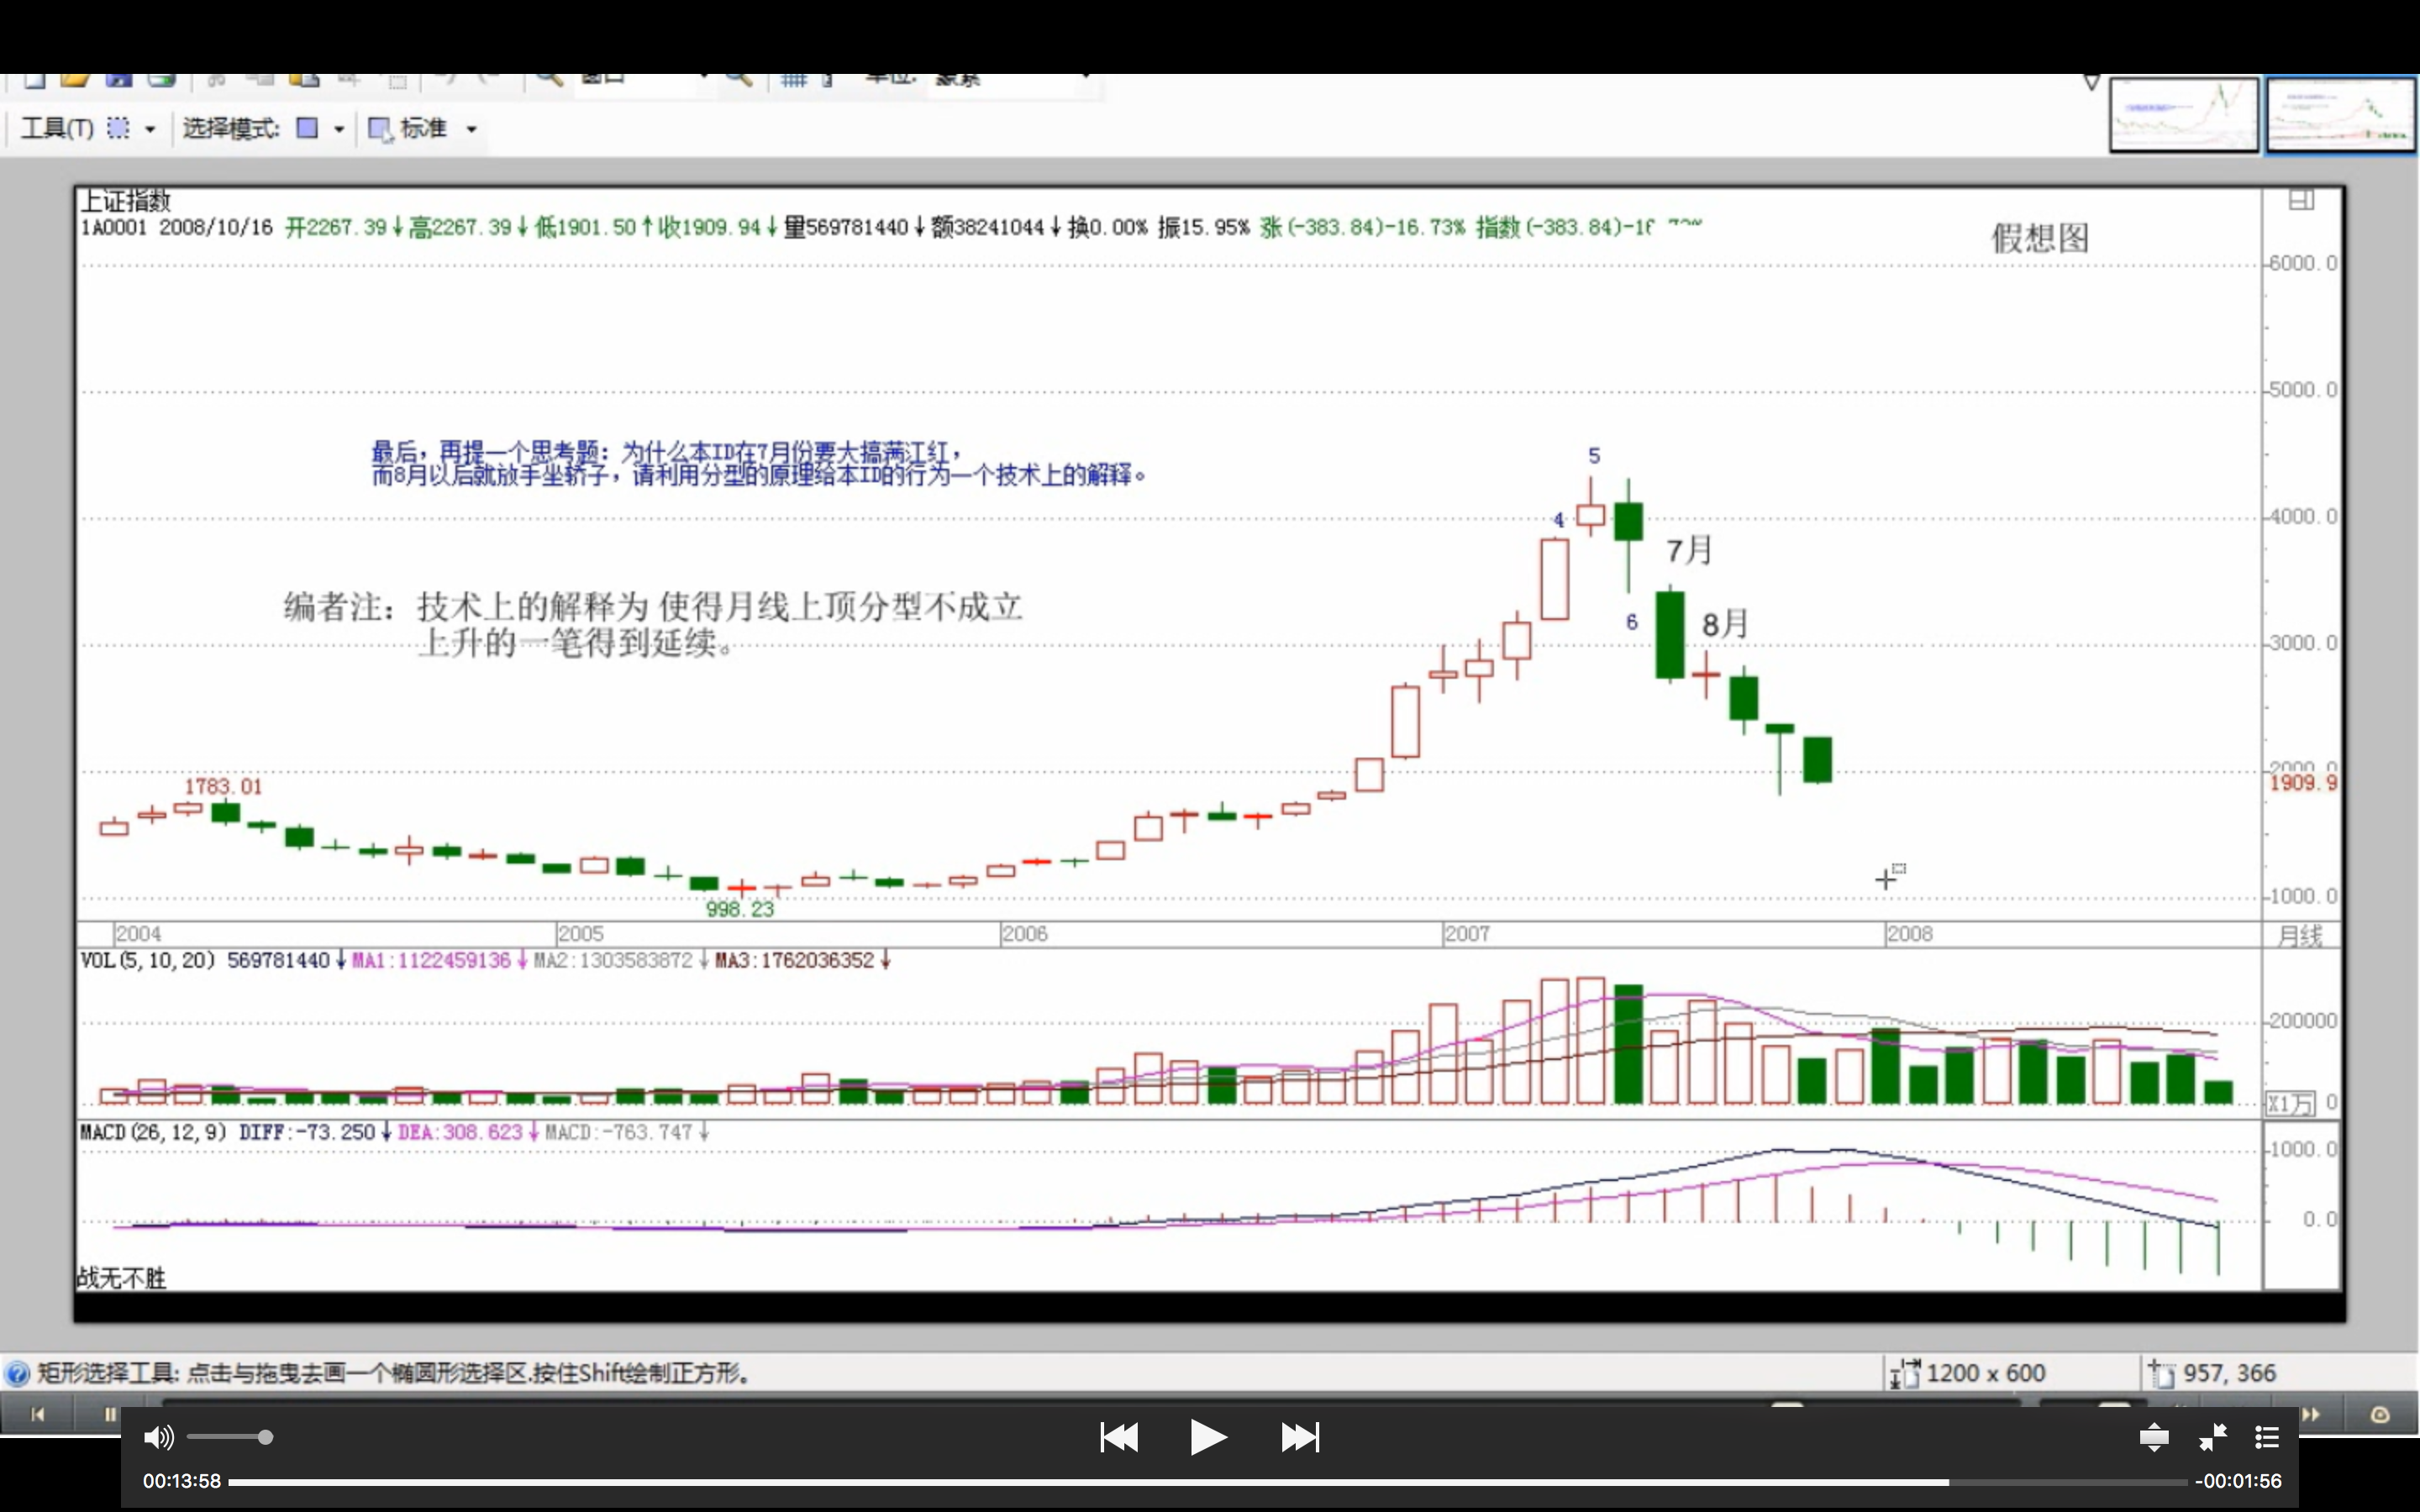 窗口
单位: 像素
工具(T)
选择模式:
标准
上证指数
1A0001 2008/10/16 开2267.39↓高2267.39↓低1901.50↑收1909.94↓量569781440↓额38241044↓换0.00% 振15.95% 涨(-383.84)-16.73% 指数(-383.84)-16
假想图
6000.0
5000.0
最后，再提一个思考题：为什么本ID在7月份要大搞满江红，
而8月以后就放手坐轿子，请利用分型的原理给本ID的行为一个技术上的解释。
5
4
4000.0
7月
编者注：技术上的解释为 使得月线上顶分型不成立
6
8月
上升的一笔得到延续。
3000.0
2000.0
1909.9
1783.01
998.23
1000.0
2004
2005
2006
2007
2008
月线
VOL(5,10,20) 569781440↓MA1:1122459136↓MA2:1303583872↓MA3:1762036352↓
200000
X1万
0
MACD(26,12,9) DIFF:-73.250↓DEA:308.623↓MACD:-763.747↓
1000.0
0.0
战无不胜
矩形选择工具: 点击与拖曳去画一个椭圆形选择区.按住Shift绘制正方形。
1200 x 600
957, 366
00:13:58
-00:01:56